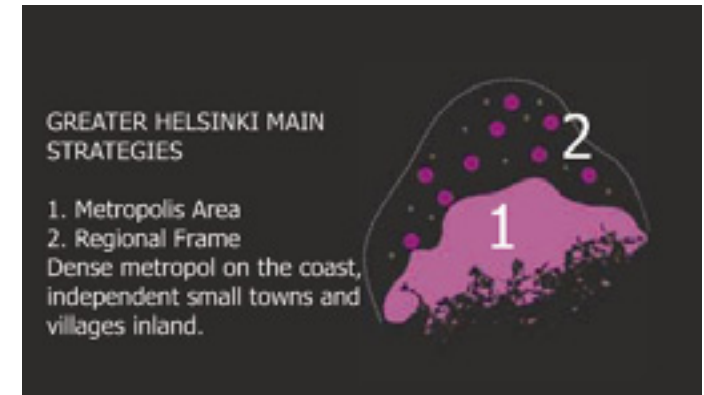 GREATER HELSINKI MAIN
STRATEGIES
1. Metropolis Area
2. Regional Frame
Dense metropol on the coast,
independent small towns and
villages inland.
1
2